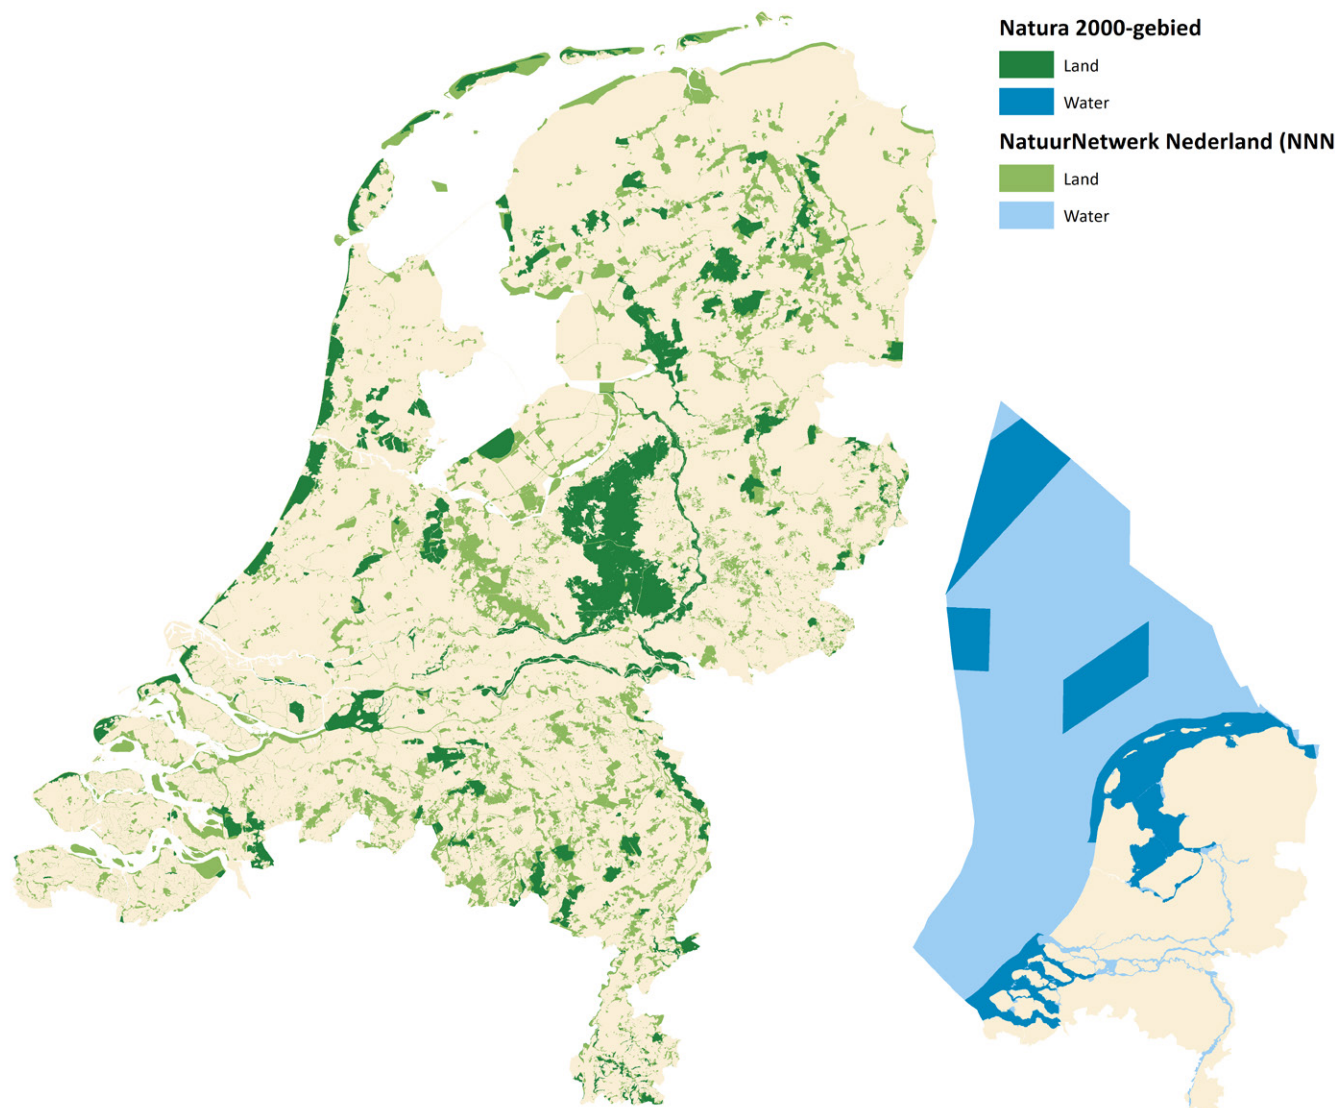 Natura 2000-gebied
Land
Water
NatuurNetwerk Nederland (NNN
Land
Water